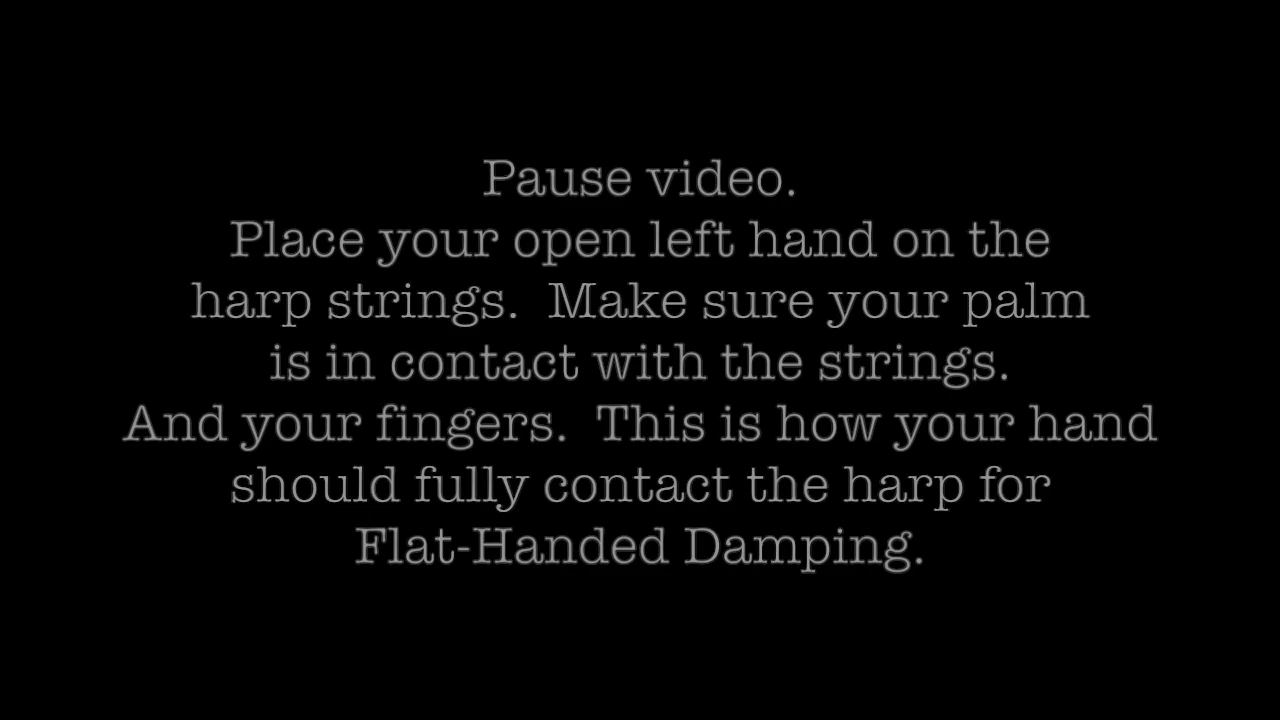 Pause video.
Place your open left hand on the
harp strings.  Make sure your palm
is in contact with the strings.
And your fingers.  This is how your hand
should fully contact the harp for
Flat-Handed Damping.